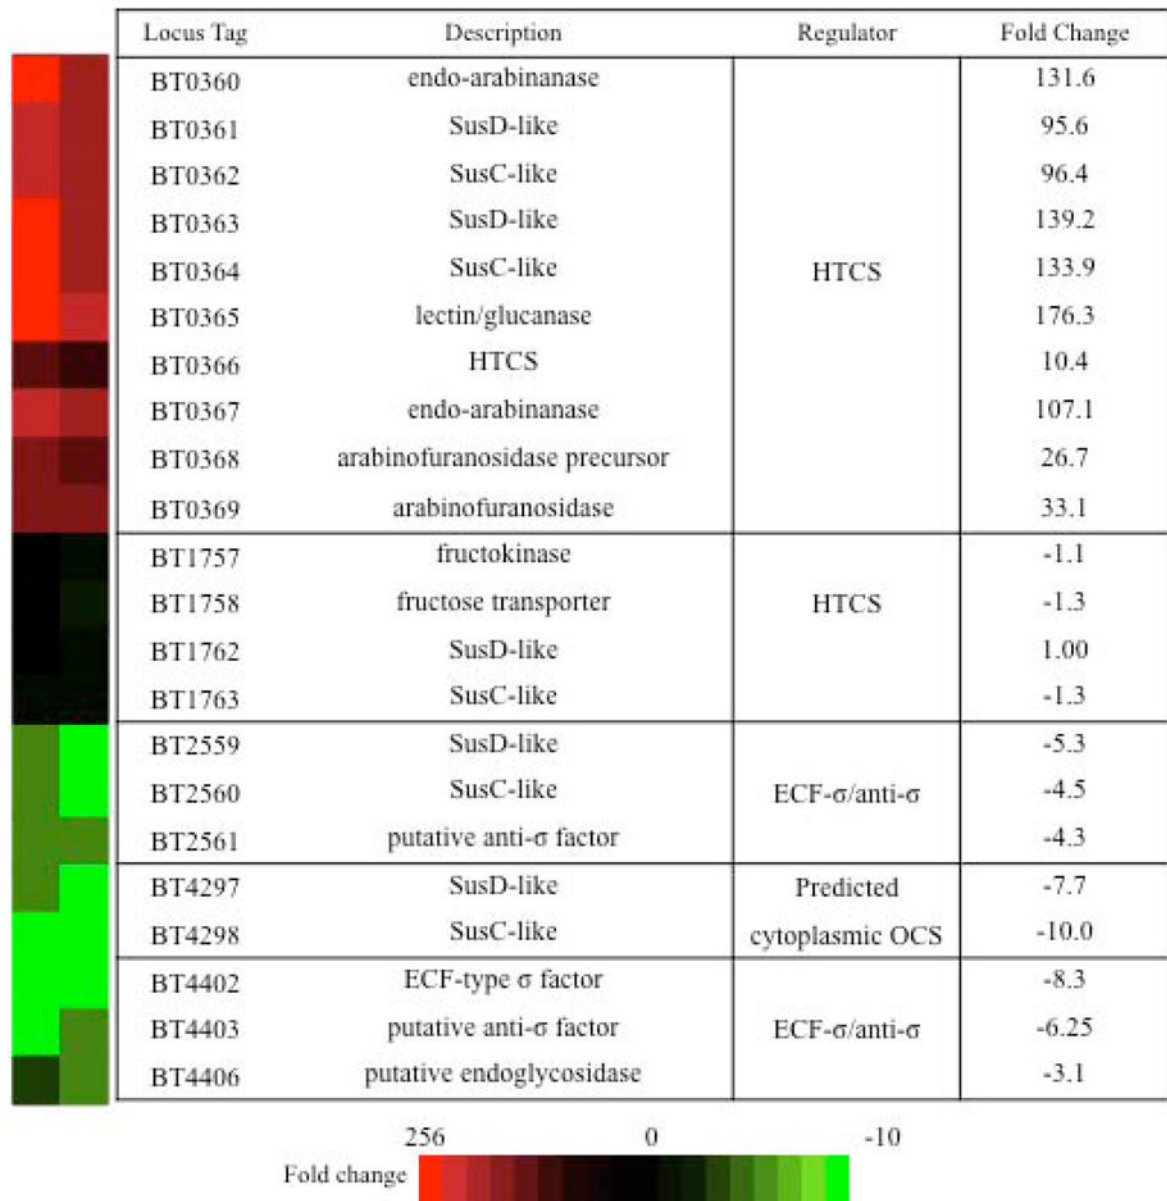 Locus Tag Description Regulator Fold Change
BT0360 endo-arabinanase 131.6
BT0361 SusD-like 95.6
BT0362 SusC-like 96.4
BT0363 SusD-like 139.2
BT0364 SusC-like HTCS 133.9
BT0365 lectin/glucanase 176.3
BT0366 HTCS 10.4
BT0367 endo-arabinanase 107.1
BT0368 arabinofuranosidase precursor 26.7
BT0369 arabinofuranosidase 33.1
BT1757 fructokinase -1.1
BT1758 fructose transporter HTCS -1.3
BT1762 SusD-like 1.00
BT1763 SusC-like -1.3
BT2559 SusD-like -5.3
BT2560 SusC-like ECF-σ/anti-σ -4.5
BT2561 putative anti-σ factor -4.3
BT4297 SusD-like Predicted -7.7
BT4298 SusC-like cytoplasmic OCS -10.0
BT4402 ECF-type σ factor -8.3
BT4403 putative anti-σ factor ECF-σ/anti-σ -6.25
BT4406 putative endoglycosidase -3.1
256 0 -10
Fold change